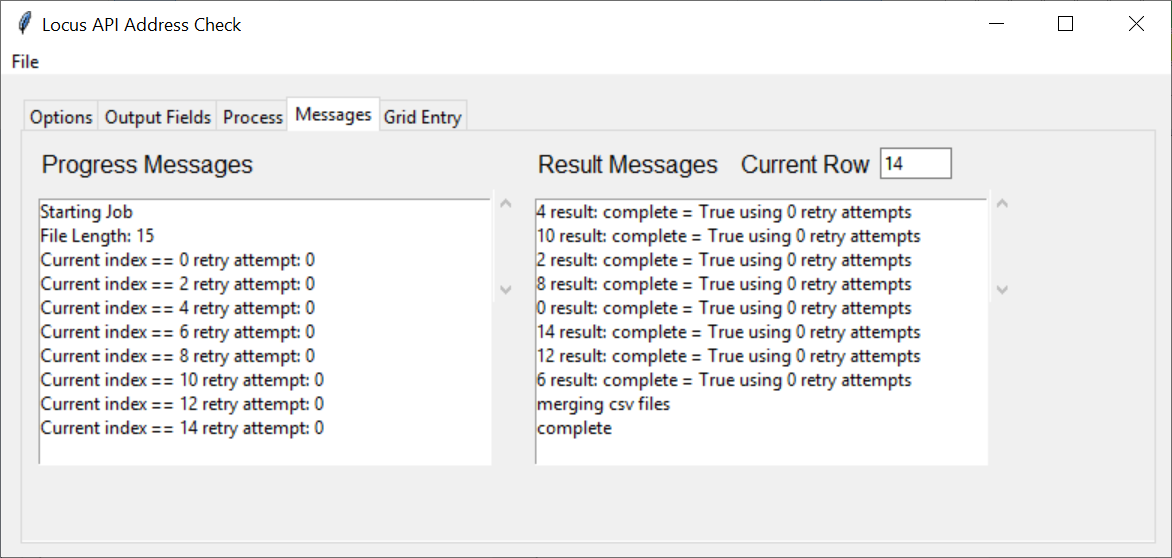 Locus API Address Check
File
Options Output Fields Process Messages Grid Entry
Progress Messages
Starting Job
File Length: 15
Current index == 0 retry attempt: 0
Current index == 2 retry attempt: 0
Current index == 4 retry attempt: 0
Current index == 6 retry attempt: 0
Current index == 8 retry attempt: 0
Current index == 10 retry attempt: 0
Current index == 12 retry attempt: 0
Current index == 14 retry attempt: 0
Result Messages Current Row 14
4 result: complete = True using 0 retry attempts
10 result: complete = True using 0 retry attempts
2 result: complete = True using 0 retry attempts
8 result: complete = True using 0 retry attempts
0 result: complete = True using 0 retry attempts
14 result: complete = True using 0 retry attempts
12 result: complete = True using 0 retry attempts
6 result: complete = True using 0 retry attempts
merging csv files
complete